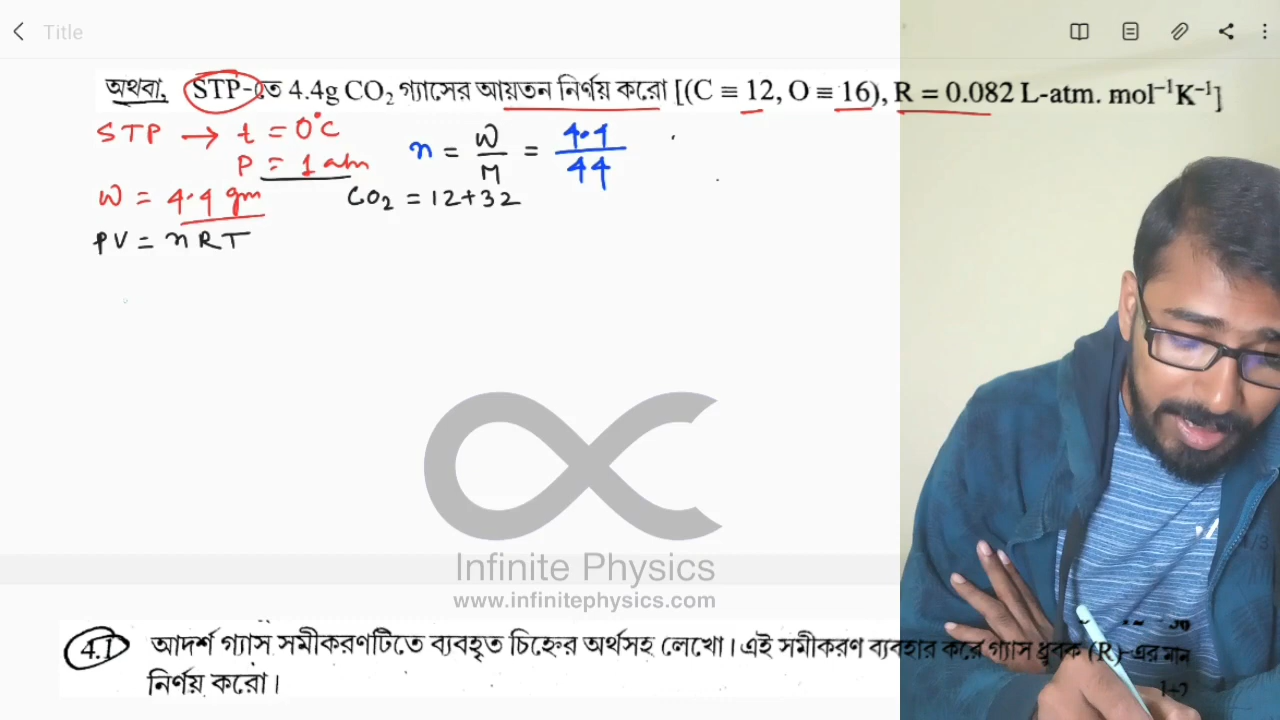 Title
অথবা, STP-তে 4.4g CO₂ গ্যাসের আয়তন নির্ণয় করো [(C ≡ 12, O ≡ 16), R = 0.082 L-atm. mol⁻¹K⁻¹]
STP → t = 0°C
P = 1 atm
n = W/M = 4.4/44
W = 4.4 gm
CO₂ = 12+32
PV = nRT
Infinite Physics
www.infinitephysics.com
4.1 আদর্শ গ্যাস সমীকরণটিতে ব্যবহৃত চিহ্নের অর্থসহ লেখো। এই সমীকরণ ব্যবহার করে গ্যাস ধ্রুবক (R)-এর মান
নির্ণয় করো।